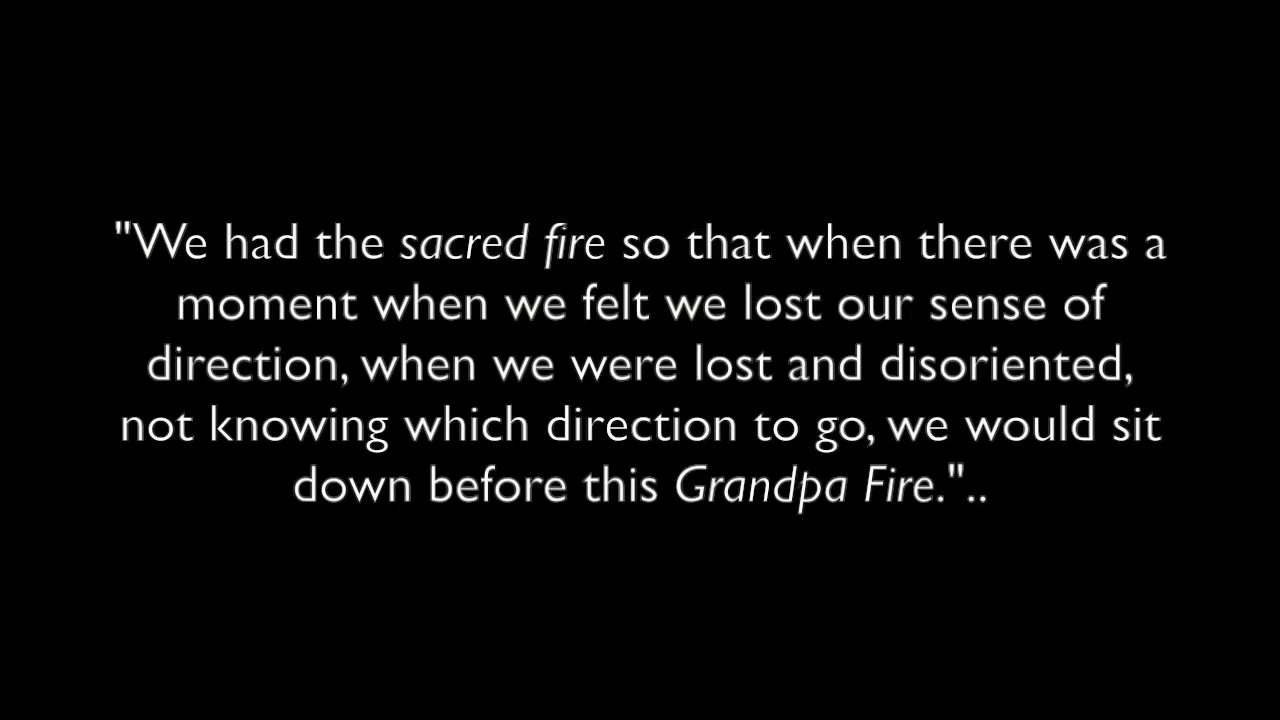 "We had the sacred fire so that when there was a
moment when we felt we lost our sense of
direction, when we were lost and disoriented,
not knowing which direction to go, we would sit
down before this Grandpa Fire."..